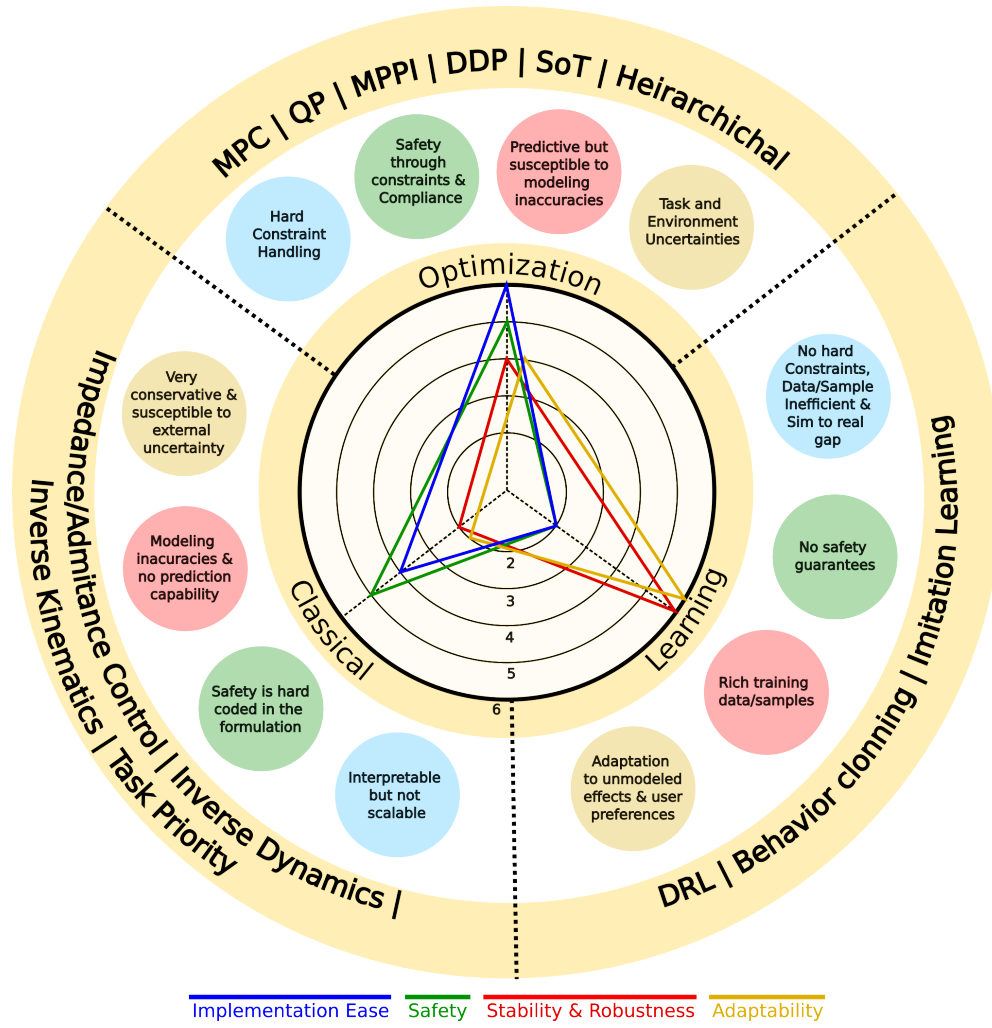 MPC | QP | MPPI | DDP | SoT | Heirarchichal
Hard
Constraint
Handling
Safety
through
constraints &
Compliance
Predictive but
susceptible to
modeling
inaccuracies
Task and
Environment
Uncertainties
Optimization
Very
conservative &
susceptible to
external
uncertainty
Modeling
inacuracies &
no prediction
capability
Safety is hard
coded in the
formulation
Interpretable
but not
scalable
Classical
Impedance/Admitance Control | Inverse Dynamics |
Inverse Kinematics | Task Priority
No hard
Constraints,
Data/Sample
Inefficient &
Sim to real
gap
No safety
guarantees
Rich training
data/samples
Adaptation
to unmodeled
effects & user
preferences
Learning
DRL | Behavior clonning | Imitation Learning
2
3
4
5
6
Implementation Ease
Safety
Stability & Robustness
Adaptability